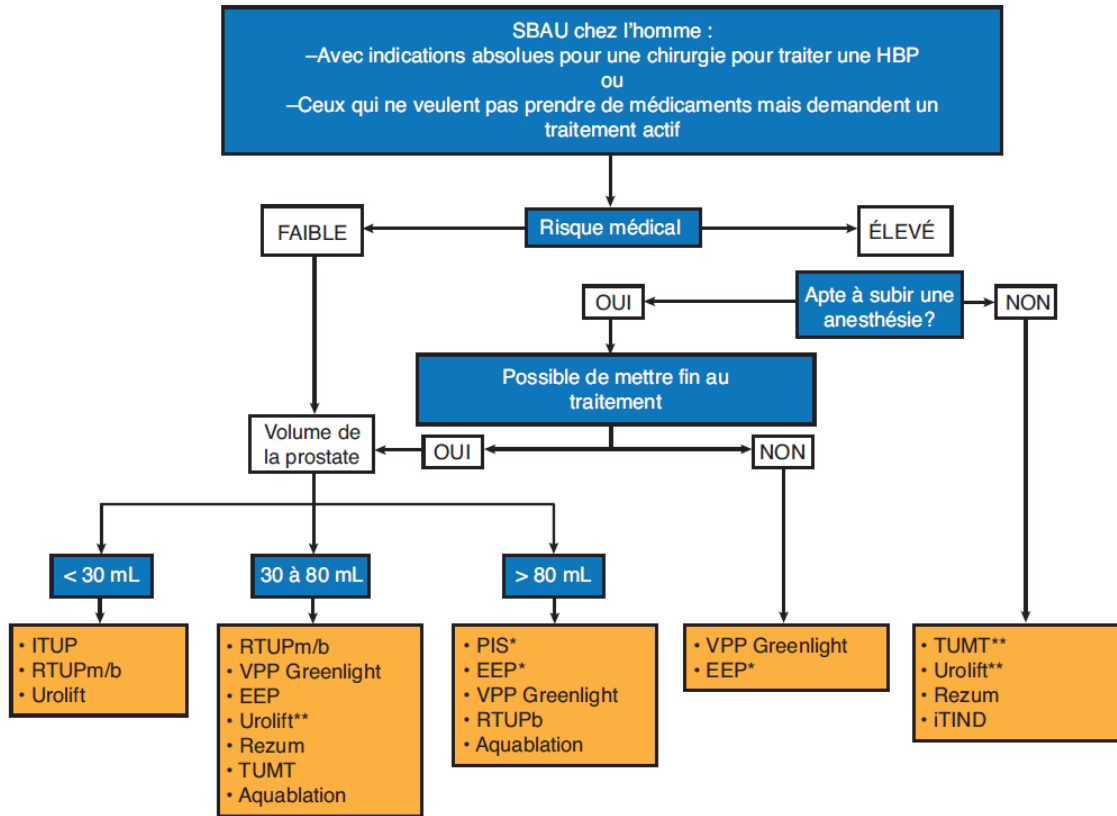 SBAU chez l'homme :
–Avec indications absolues pour une chirurgie pour traiter une HBP
ou
–Ceux qui ne veulent pas prendre de médicaments mais demandent un
traitement actif
FAIBLE
Risque médical
ÉLEVÉ
OUI
Apte à subir une
anesthésie?
NON
Possible de mettre fin au
traitement
Volume de
la prostate
OUI
NON
< 30 mL
30 à 80 mL
> 80 mL
• ITUP
• RTUPm/b
• Urolift
• RTUPm/b
• VPP Greenlight
• EEP
• Urolift**
• Rezum
• TUMT
• Aquablation
• PIS*
• EEP*
• VPP Greenlight
• RTUPb
• Aquablation
• VPP Greenlight
• EEP*
• TUMT**
• Urolift**
• Rezum
• iTIND